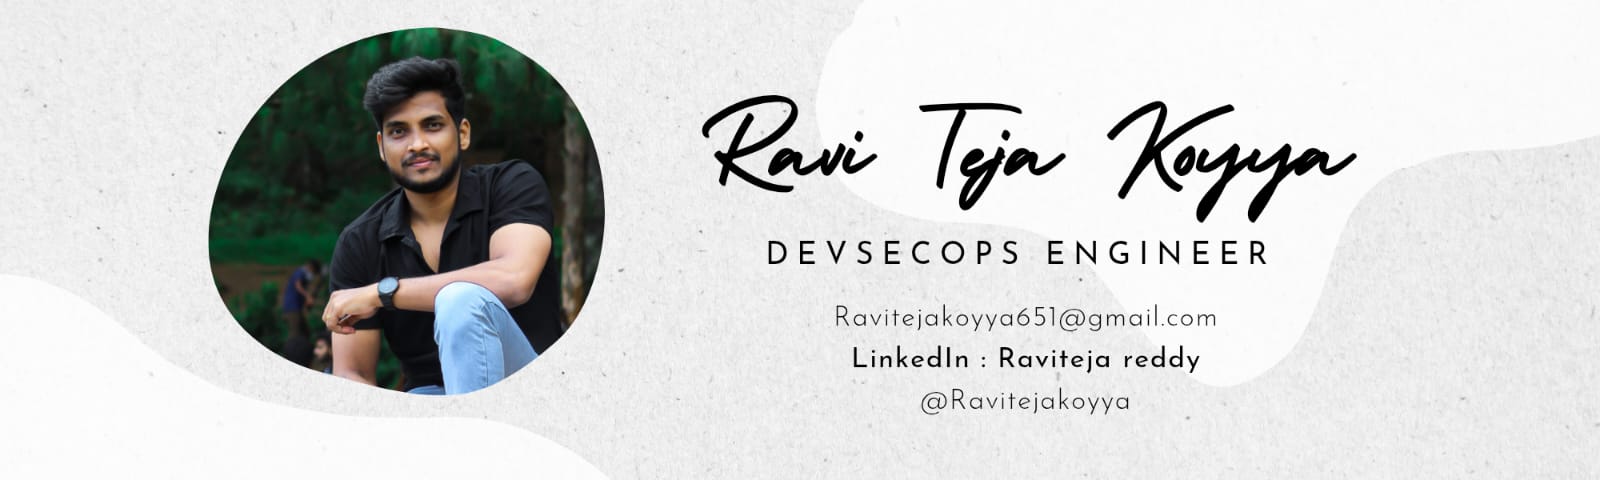 Ravi Teja Koyya
DEVSECOPS ENGINEER
Ravitejakoyya651@gmail.com
LinkedIn : Raviteja reddy
@Ravitejakoyya